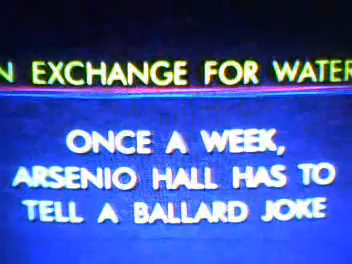 N EXCHANGE FOR WATER
ONCE A WEEK,
ARSENIO HALL HAS TO
TELL A BALLARD JOKE